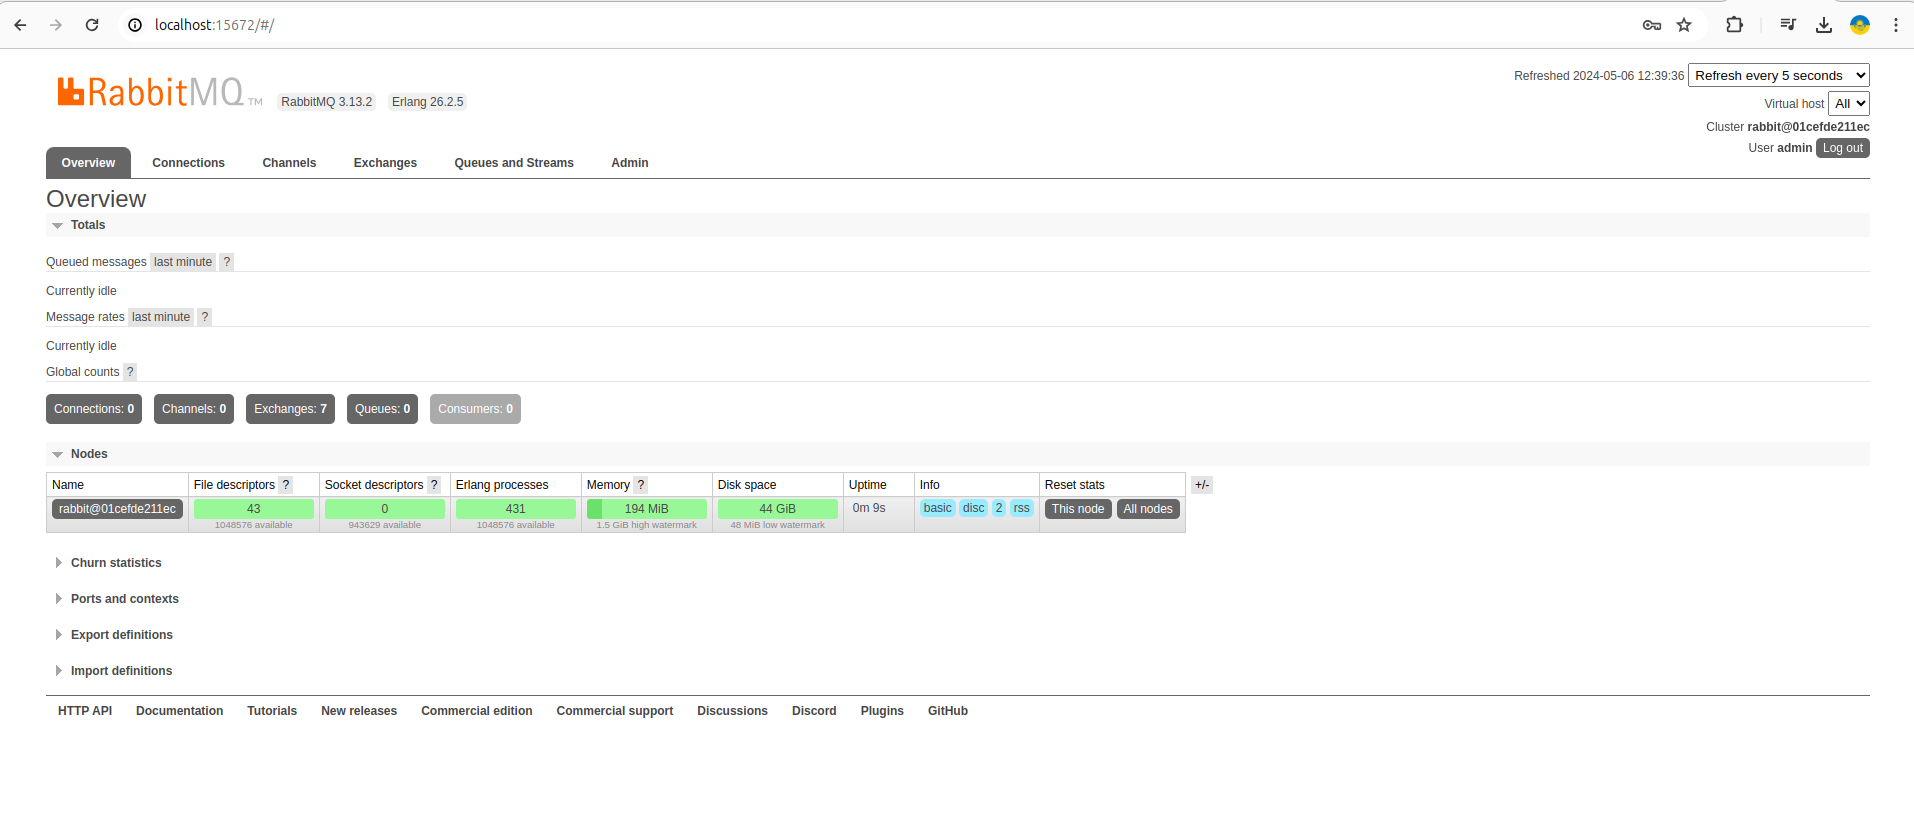 localhost:15672/#/
RabbitMQ TM RabbitMQ 3.13.2 Erlang 26.2.5
Refreshed 2024-05-06 12:39:36 Refresh every 5 seconds
Virtual host All
Cluster rabbit@01cefde211ec
User admin Log out
Overview Connections Channels Exchanges Queues and Streams Admin
Overview
Totals
Queued messages last minute ?
Currently idle
Message rates last minute ?
Currently idle
Global counts ?
Connections: 0 Channels: 0 Exchanges: 7 Queues: 0 Consumers: 0
Nodes
Name File descriptors ? Socket descriptors ? Erlang processes Memory ? Disk space Uptime Info Reset stats +/-
rabbit@01cefde211ec 43 0 431 194 MiB 44 GiB 0m 9s basic disc 2 rss This node All nodes
1048576 available 943629 available 1048576 available 1.5 GiB high watermark 48 MiB low watermark
Churn statistics
Ports and contexts
Export definitions
Import definitions
HTTP API Documentation Tutorials New releases Commercial edition Commercial support Discussions Discord Plugins GitHub